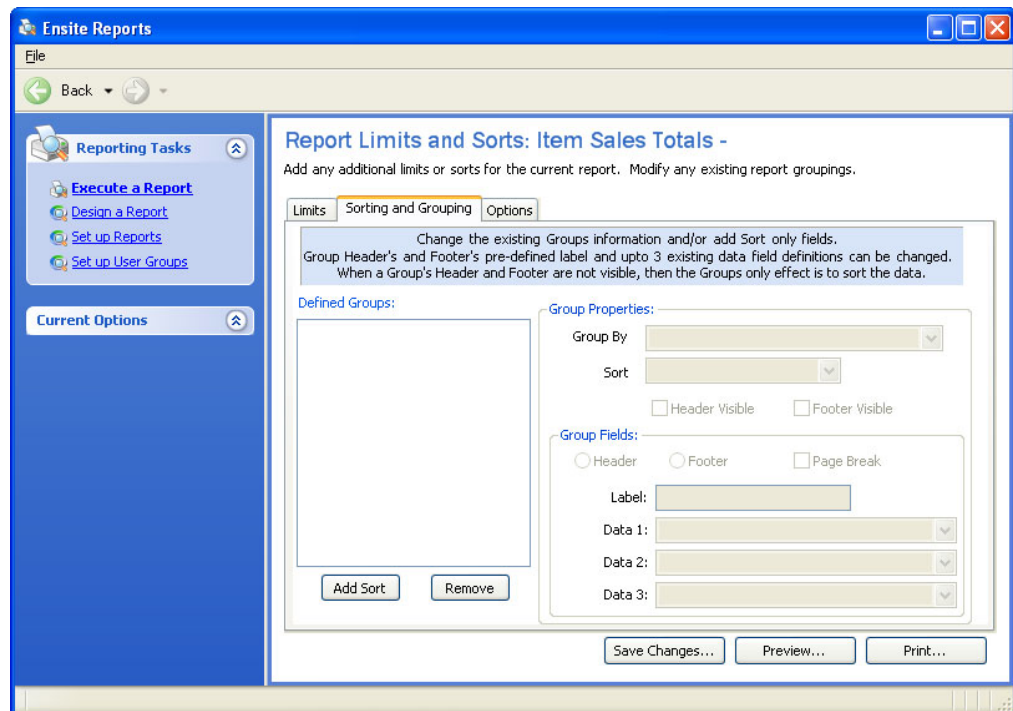 Ensite Reports
File
Back
Reporting Tasks
Execute a Report
Design a Report
Set up Reports
Set up User Groups
Current Options
Report Limits and Sorts: Item Sales Totals -
Add any additional limits or sorts for the current report. Modify any existing report groupings.
Limits Sorting and Grouping Options
Change the existing Groups information and/or add Sort only fields.
Group Header's and Footer's pre-defined label and upto 3 existing data field definitions can be changed.
When a Group's Header and Footer are not visible, then the Groups only effect is to sort the data.
Defined Groups:
Add Sort Remove
Group Properties:
Group By
Sort
Header Visible Footer Visible
Group Fields:
Header Footer Page Break
Label:
Data 1:
Data 2:
Data 3:
Save Changes... Preview... Print...